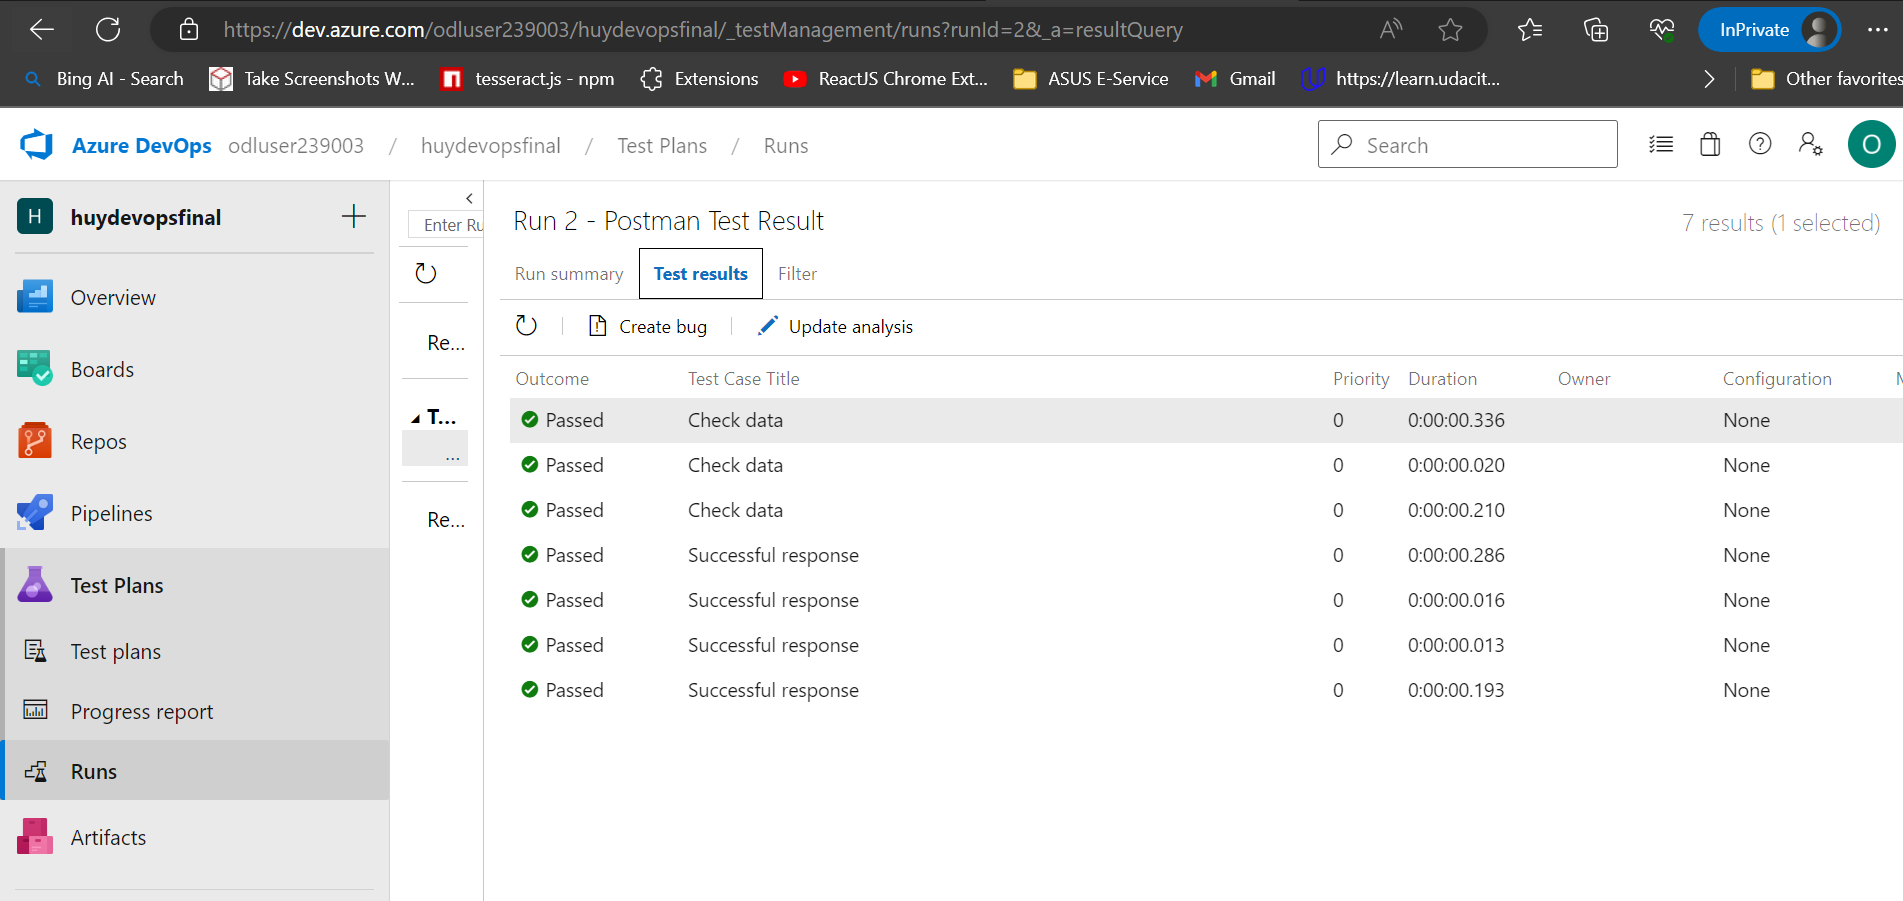 https://dev.azure.com/odluser239003/huydevopsfinal/_testManagement/runs?runId=2&_a=resultQuery
InPrivate
Bing AI - Search
Take Screenshots W...
tesseract.js - npm
Extensions
ReactJS Chrome Ext...
ASUS E-Service
Gmail
https://learn.udacit...
Other favorites
Azure DevOps odluser239003 / huydevopsfinal / Test Plans / Runs
Search
O
H huydevopsfinal
Overview
Boards
Repos
Pipelines
Test Plans
Test plans
Progress report
Runs
Artifacts
Enter Ru
Re...
T...
...
Re...
Run 2 - Postman Test Result
7 results (1 selected)
Run summary Test results Filter
Create bug Update analysis
Outcome Test Case Title Priority Duration Owner Configuration M
Passed Check data 0 0:00:00.336 None
Passed Check data 0 0:00:00.020 None
Passed Check data 0 0:00:00.210 None
Passed Successful response 0 0:00:00.286 None
Passed Successful response 0 0:00:00.016 None
Passed Successful response 0 0:00:00.013 None
Passed Successful response 0 0:00:00.193 None